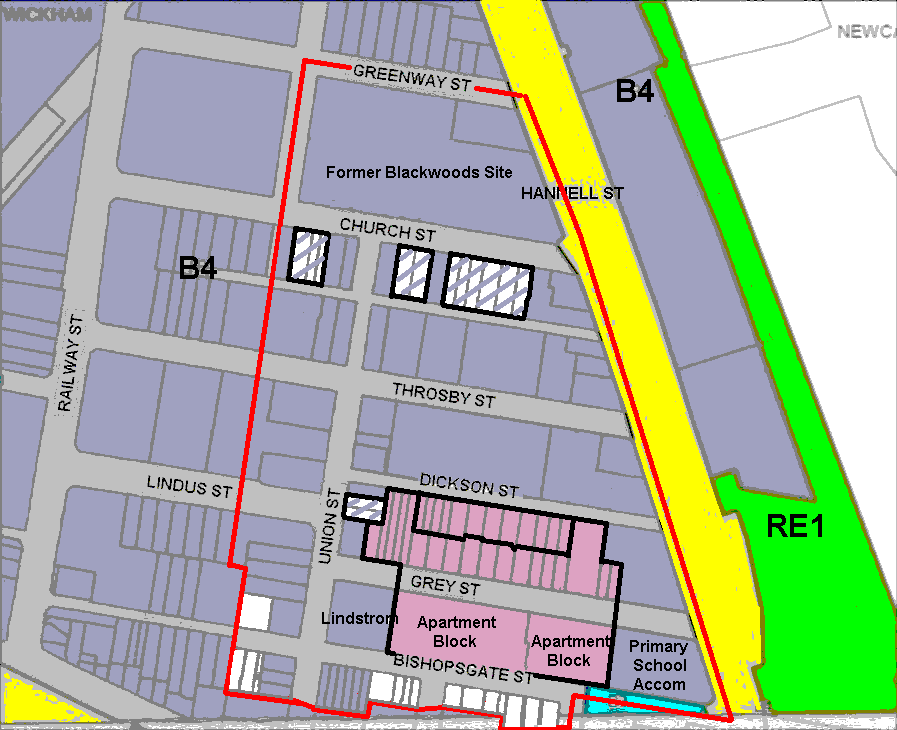 WICKHAM
NEWCA
GREENWAY ST
B4
Former Blackwoods Site
HANNELL ST
CHURCH ST
B4
RAILWAY ST
THROSBY ST
LINDUS ST
DICKSON ST
UNION ST
RE1
GREY ST
Lindstrom
Apartment
Block
Apartment
Block
Primary
School
Accom
BISHOPSGATE ST